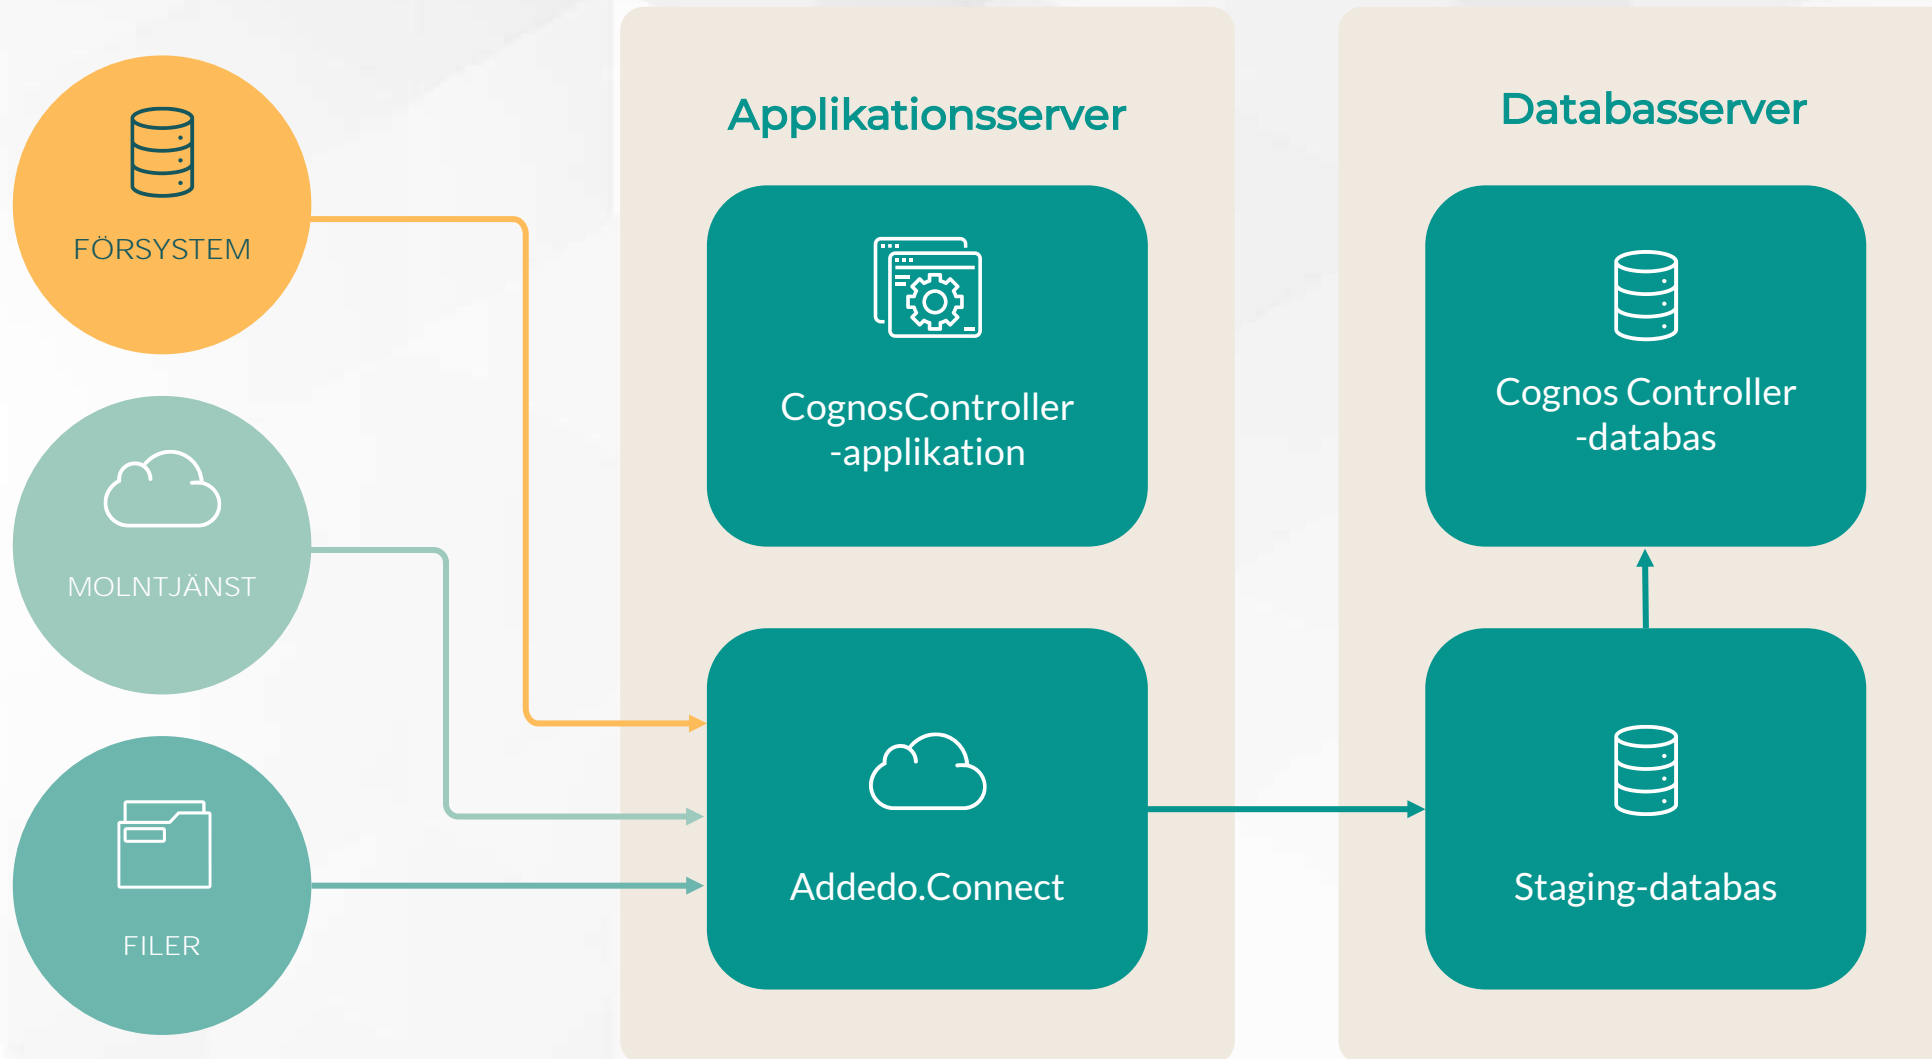 FÖRSYSTEM
MOLNTJÄNST
FILER
Applikationsserver
CognosController
-applikation
Addedo.Connect
Databasserver
Cognos Controller
-databas
Staging-databas